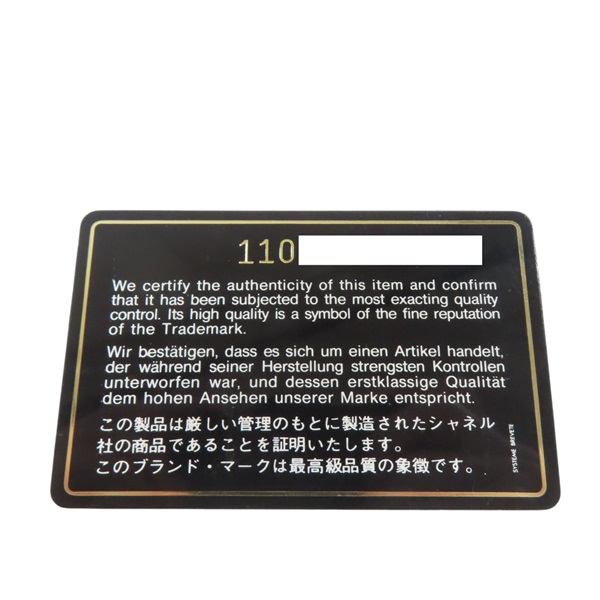 110
We certify the authenticity of this item and confirm
that it has been subjected to the most exacting quality
control. Its high quality is a symbol of the fine reputation
of the Trademark.
Wir bestätigen, dass es sich um einen Artikel handelt,
der während seiner Herstellung strengsten Kontrollen
unterworfen war, und dessen erstklassige Qualität
dem hohen Ansehen unserer Marke entspricht.
この製品は厳しい管理のもとに製造されたシャネル
社の商品であることを証明いたします。
このブランド・マークは最高級品質の象徴です。
SYSTEME BREVETE